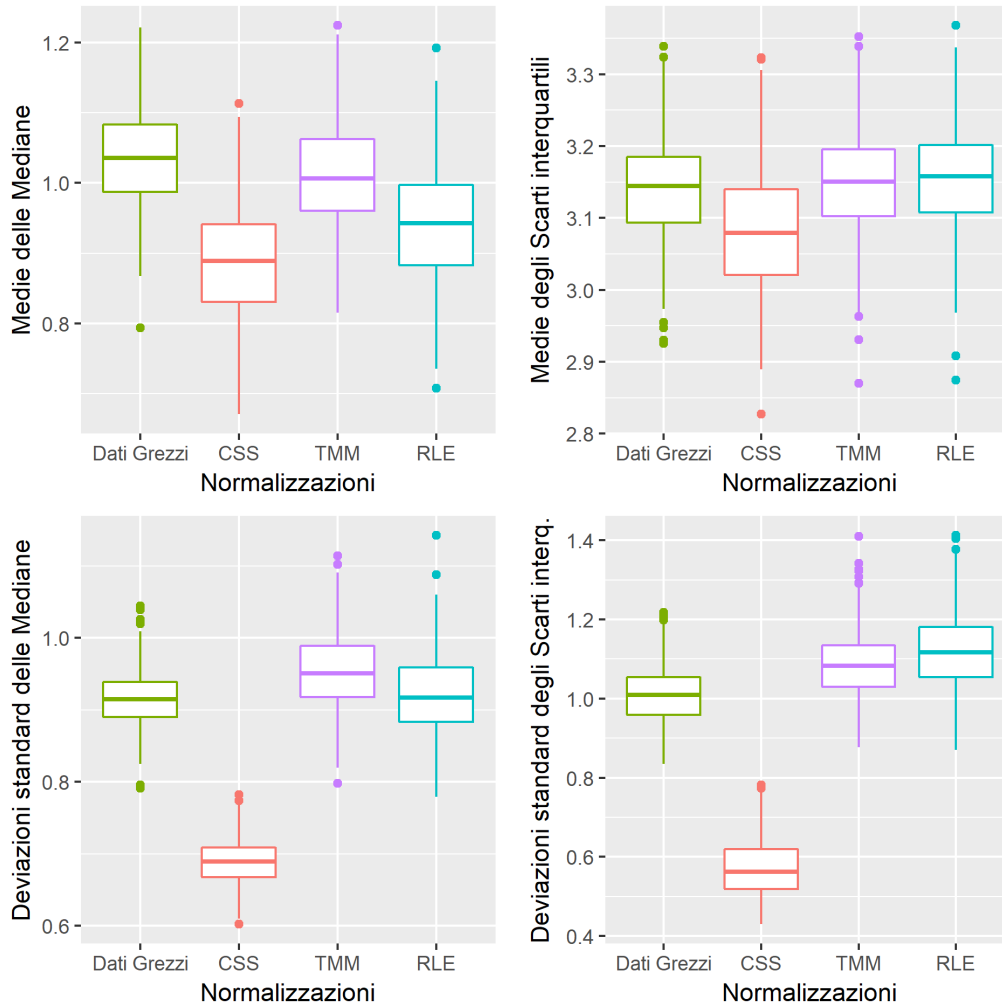 Medie delle Mediane
1.2
1.0
0.8
Dati Grezzi CSS TMM RLE
Normalizzazioni
Medie degli Scarti interquartili
3.3
3.2
3.1
3.0
2.9
2.8
Dati Grezzi CSS TMM RLE
Normalizzazioni
Deviazioni standard delle Mediane
1.0
0.8
0.6
Dati Grezzi CSS TMM RLE
Normalizzazioni
Deviazioni standard degli Scarti interq.
1.4
1.2
1.0
0.8
0.6
0.4
Dati Grezzi CSS TMM RLE
Normalizzazioni